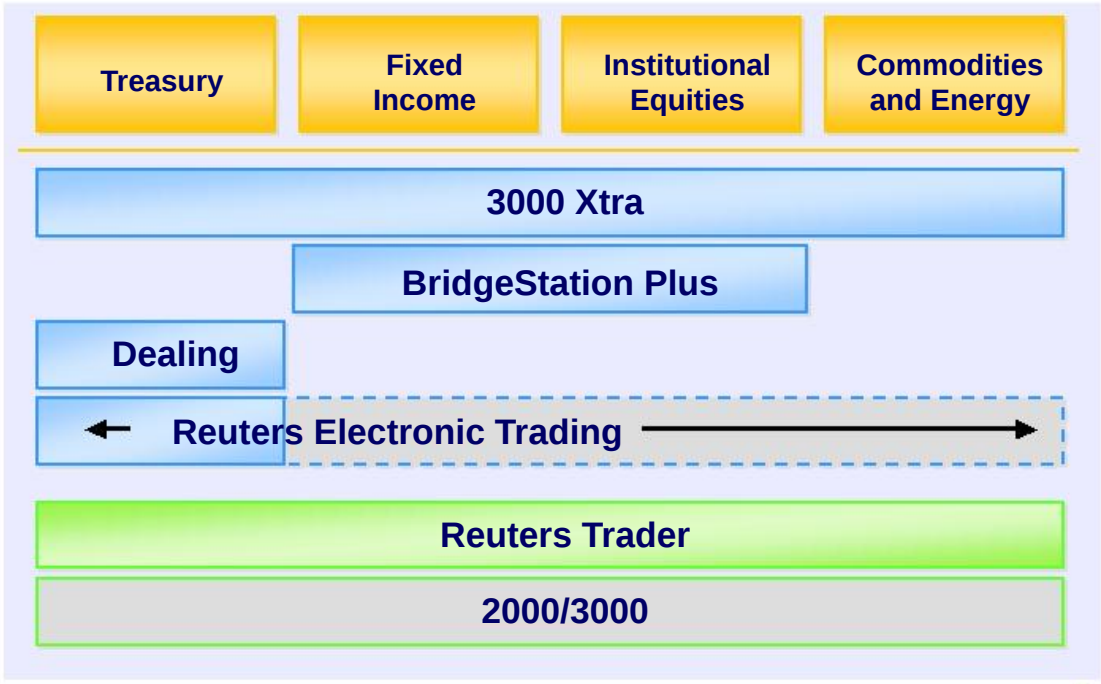 Treasury
Fixed
Income
Institutional
Equities
Commodities
and Energy
3000 Xtra
BridgeStation Plus
Dealing
Reuters Electronic Trading
Reuters Trader
2000/3000